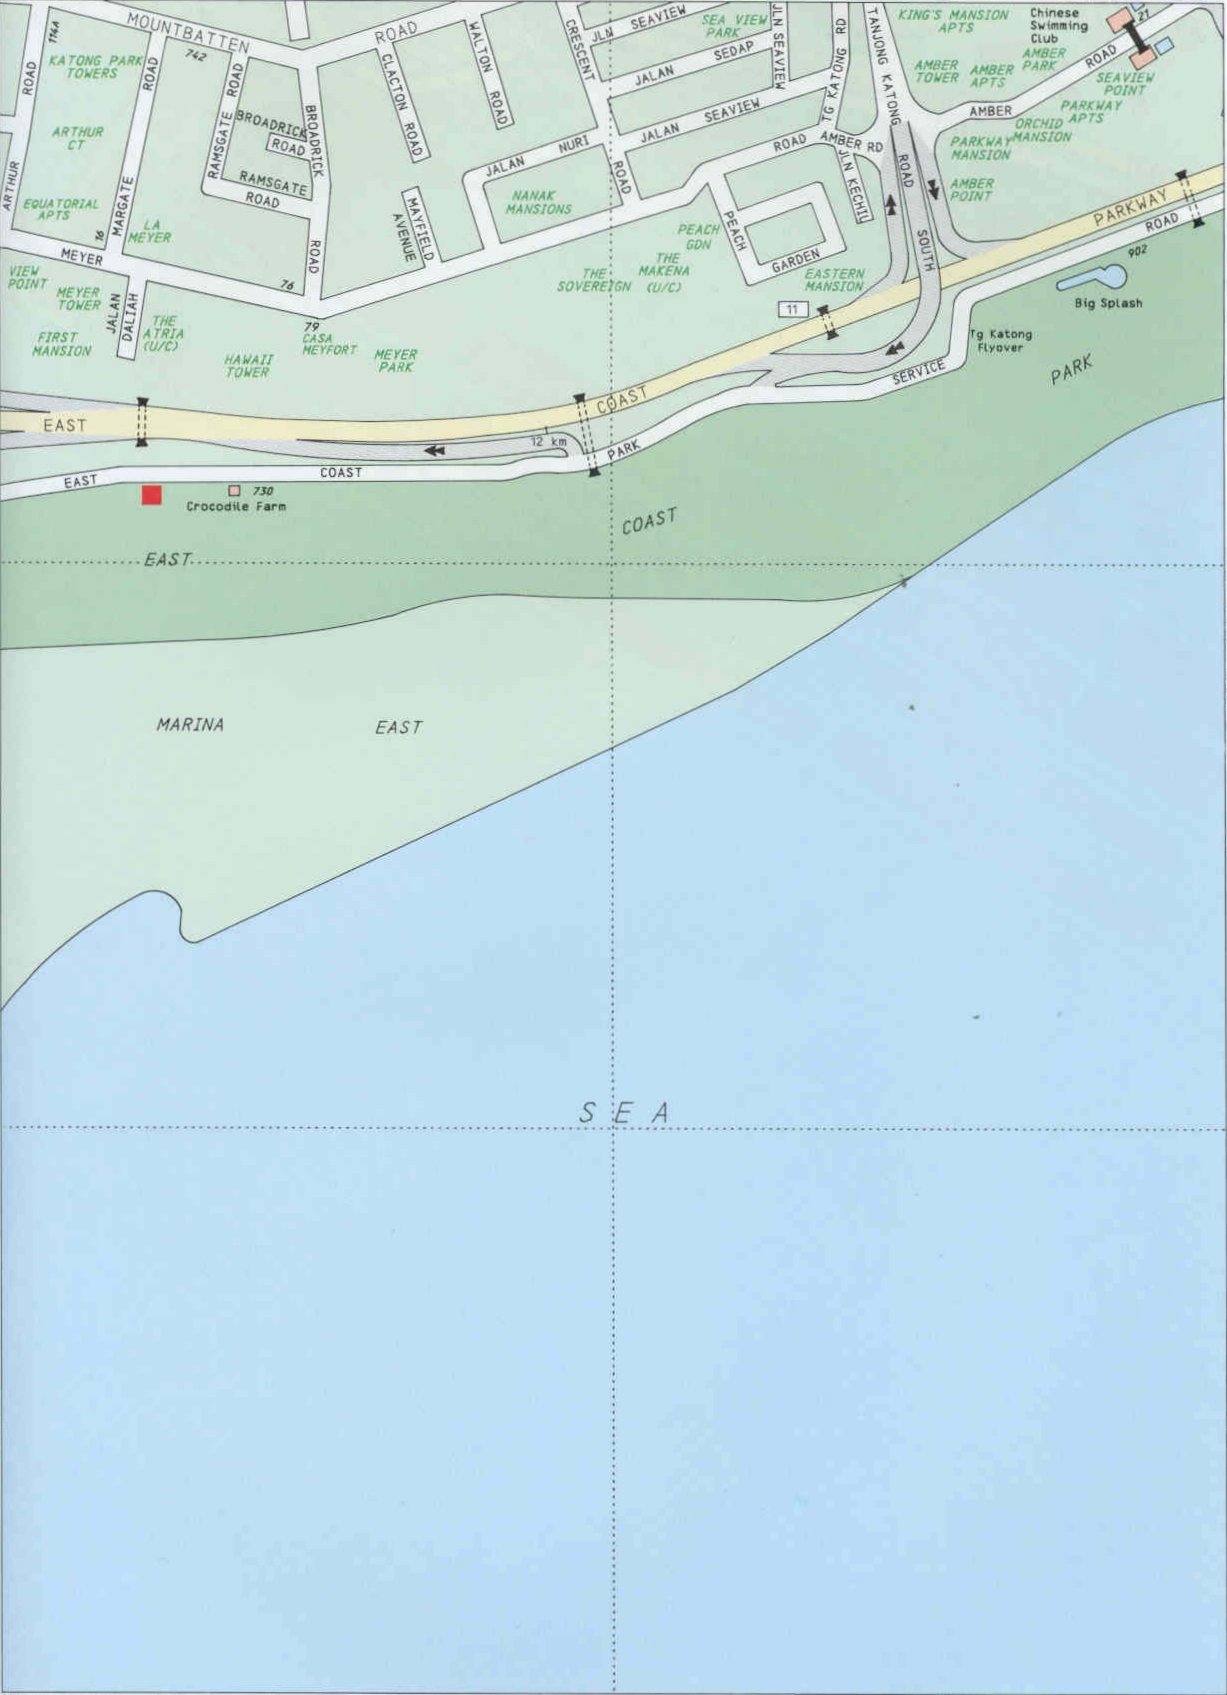 MOUNTBATTEN
ROAD
114A
742
KATONG PARK
TOWERS
ROAD
ROAD
ROAD
CLACTON ROAD
WALTON ROAD
CRESCENT
JLN SEAVIEW
SEA VIEW
PARK
JLN SEAVIEW
JALAN SEDAP
TG KATONG RD
TANJONG KATONG
KING'S MANSION
APTS
Chinese
Swimming
Club
21
AMBER
TOWER
AMBER
APTS
AMBER
PARK
ROAD
SEAVIEW
POINT
AMBER
PARKWAY
APTS
ORCHID
MANSION
PARKWAY
MANSION
AMBER
POINT
ARTHUR
CT
RAMSGATE
BROADRICK
ROAD
BROADRICK
RAMSGATE
ROAD
JALAN NURI
JALAN SEAVIEW
ROAD
ROAD
AMBER RD
JLN KECHIL
ROAD
ARTHUR
EQUATORIAL
APTS
16
MARGATE
LA
MEYER
MAYFIELD
AVENUE
NANAK
MANSIONS
PEACH
GDN
PEACH
GARDEN
SOUTH
PARKWAY
ROAD
902
MEYER
VIEW
POINT
MEYER
TOWER
JALAN
DALIAH
76
ROAD
THE
SOVEREIGN
THE
MAKENA
(U/C)
EASTERN
MANSION
11
Big Splash
FIRST
MANSION
THE
ATRIA
(U/C)
79
CASA
MEYFORT
HAWAII
TOWER
MEYER
PARK
Tg Katong
Flyover
SERVICE
PARK
EAST
COAST
12 km
PARK
EAST
COAST
730
Crocodile Farm
COAST
EAST
MARINA
EAST
SEA